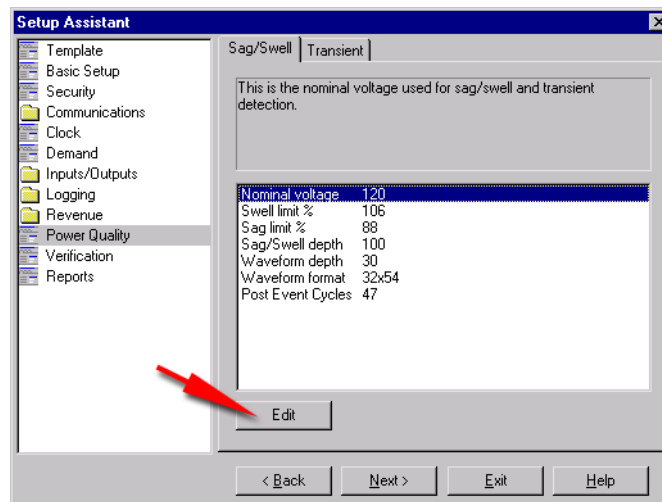 Setup Assistant
Template
Basic Setup
Security
Communications
Clock
Demand
Inputs/Outputs
Logging
Revenue
Power Quality
Verification
Reports
Sag/Swell Transient
This is the nominal voltage used for sag/swell and transient
detection.
Nominal voltage 120
Swell limit % 106
Sag limit % 88
Sag/Swell depth 100
Waveform depth 30
Waveform format 32x54
Post Event Cycles 47
Edit
< Back Next > Exit Help